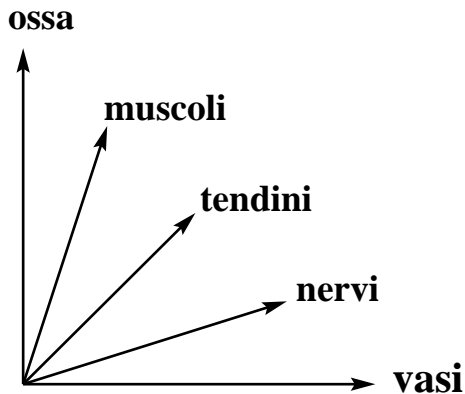 ossa
muscoli
tendini
nervi
vasi